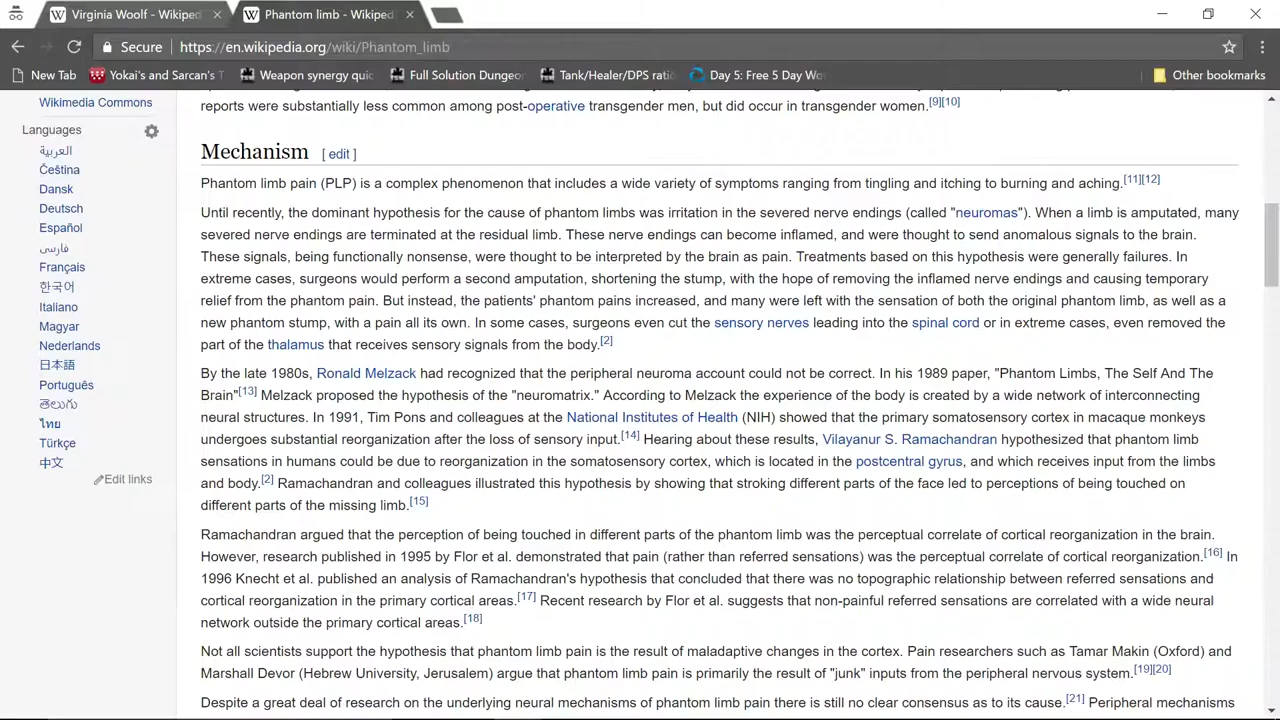 Virginia Woolf - Wikiped
Phantom limb - Wikiped
Secure
https://en.wikipedia.org/wiki/Phantom_limb
New Tab
Yokai's and Sarcan's T
Weapon synergy quic
Full Solution Dungeo
Tank/Healer/DPS rati
Day 5: Free 5 Day Wo
Other bookmarks
Wikimedia Commons
Languages
العربية
Čeština
Dansk
Deutsch
Español
فارسی
Français
한국어
Italiano
Magyar
Nederlands
日本語
Português
తెలుగు
ไทย
Türkçe
中文
Edit links
reports were substantially less common among post-operative transgender men, but did occur in transgender women.[9][10]
Mechanism [ edit ]
Phantom limb pain (PLP) is a complex phenomenon that includes a wide variety of symptoms ranging from tingling and itching to burning and aching.[11][12]
Until recently, the dominant hypothesis for the cause of phantom limbs was irritation in the severed nerve endings (called "neuromas"). When a limb is amputated, many
severed nerve endings are terminated at the residual limb. These nerve endings can become inflamed, and were thought to send anomalous signals to the brain.
These signals, being functionally nonsense, were thought to be interpreted by the brain as pain. Treatments based on this hypothesis were generally failures. In
extreme cases, surgeons would perform a second amputation, shortening the stump, with the hope of removing the inflamed nerve endings and causing temporary
relief from the phantom pain. But instead, the patients' phantom pains increased, and many were left with the sensation of both the original phantom limb, as well as a
new phantom stump, with a pain all its own. In some cases, surgeons even cut the sensory nerves leading into the spinal cord or in extreme cases, even removed the
part of the thalamus that receives sensory signals from the body.[2]
By the late 1980s, Ronald Melzack had recognized that the peripheral neuroma account could not be correct. In his 1989 paper, "Phantom Limbs, The Self And The
Brain"[13] Melzack proposed the hypothesis of the "neuromatrix." According to Melzack the experience of the body is created by a wide network of interconnecting
neural structures. In 1991, Tim Pons and colleagues at the National Institutes of Health (NIH) showed that the primary somatosensory cortex in macaque monkeys
undergoes substantial reorganization after the loss of sensory input.[14] Hearing about these results, Vilayanur S. Ramachandran hypothesized that phantom limb
sensations in humans could be due to reorganization in the somatosensory cortex, which is located in the postcentral gyrus, and which receives input from the limbs
and body.[2] Ramachandran and colleagues illustrated this hypothesis by showing that stroking different parts of the face led to perceptions of being touched on
different parts of the missing limb.[15]
Ramachandran argued that the perception of being touched in different parts of the phantom limb was the perceptual correlate of cortical reorganization in the brain.
However, research published in 1995 by Flor et al. demonstrated that pain (rather than referred sensations) was the perceptual correlate of cortical reorganization.[16] In
1996 Knecht et al. published an analysis of Ramachandran's hypothesis that concluded that there was no topographic relationship between referred sensations and
cortical reorganization in the primary cortical areas.[17] Recent research by Flor et al. suggests that non-painful referred sensations are correlated with a wide neural
network outside the primary cortical areas.[18]
Not all scientists support the hypothesis that phantom limb pain is the result of maladaptive changes in the cortex. Pain researchers such as Tamar Makin (Oxford) and
Marshall Devor (Hebrew University, Jerusalem) argue that phantom limb pain is primarily the result of "junk" inputs from the peripheral nervous system.[19][20]
Despite a great deal of research on the underlying neural mechanisms of phantom limb pain there is still no clear consensus as to its cause.[21] Peripheral mechanisms